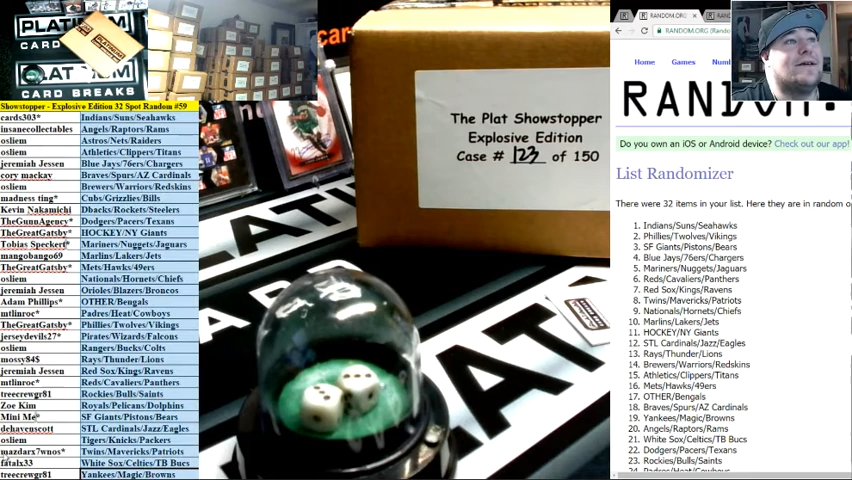 PLATINUM
CARD BREAKS
PLATINUM
CARD BREAKS
Showstopper - Explosive Edition 32 Spot Random #59
cards303* Indians/Suns/Seahawks
insanecollectables Angels/Raptors/Rams
osliem Astros/Nets/Raiders
osliem Athletics/Clippers/Titans
jeremiah Jessen Blue Jays/76ers/Chargers
cory mackay Braves/Spurs/AZ Cardinals
osliem Brewers/Warriors/Redskins
madness ting* Cubs/Grizzlies/Bills
Kevin Nakamichi Dbacks/Rockets/Steelers
TheGunnAgency* Dodgers/Pacers/Texans
TheGreatGatsby* HOCKEY/NY Giants
Tobias Speckert* Mariners/Nuggets/Jaguars
mangobango69 Marlins/Lakers/Jets
TheGreatGatsby* Mets/Hawks/49ers
osliem Nationals/Hornets/Chiefs
jeremiah Jessen Orioles/Blazers/Broncos
Adam Phillips* OTHER/Bengals
mtlinroc* Padres/Heat/Cowboys
TheGreatGatsby* Phillies/Twolves/Vikings
jerseydevils27* Pirates/Wizards/Falcons
osliem Rangers/Bucks/Colts
mossy84$ Rays/Thunder/Lions
jeremiah Jessen Red Sox/Kings/Ravens
mtlinroc* Reds/Cavaliers/Panthers
treecrewgr81 Rockies/Bulls/Saints
Zoe Kim Royals/Pelicans/Dolphins
Mini Me* SF Giants/Pistons/Bears
dehavenscott STL Cardinals/Jazz/Eagles
osliem Tigers/Knicks/Packers
mazdarx7wnos* Twins/Mavericks/Patriots
fatalx33 White Sox/Celtics/TB Bucs
treecrewgr81 Yankees/Magic/Browns
The Plat Showstopper
Explosive Edition
Case # 123 of 150
RANDOM.ORG
RANDOM.ORG (Rando
Home Games Numb
RANDOM.
Do you own an iOS or Android device? Check out our app!
List Randomizer
There were 32 items in your list. Here they are in random o
1. Indians/Suns/Seahawks
2. Phillies/Twolves/Vikings
3. SF Giants/Pistons/Bears
4. Blue Jays/76ers/Chargers
5. Mariners/Nuggets/Jaguars
6. Reds/Cavaliers/Panthers
7. Red Sox/Kings/Ravens
8. Twins/Mavericks/Patriots
9. Nationals/Hornets/Chiefs
10. Marlins/Lakers/Jets
11. HOCKEY/NY Giants
12. STL Cardinals/Jazz/Eagles
13. Rays/Thunder/Lions
14. Brewers/Warriors/Redskins
15. Athletics/Clippers/Titans
16. Mets/Hawks/49ers
17. OTHER/Bengals
18. Braves/Spurs/AZ Cardinals
19. Yankees/Magic/Browns
20. Angels/Raptors/Rams
21. White Sox/Celtics/TB Bucs
22. Dodgers/Pacers/Texans
23. Rockies/Bulls/Saints
24. Padres/Heat/Cowboys